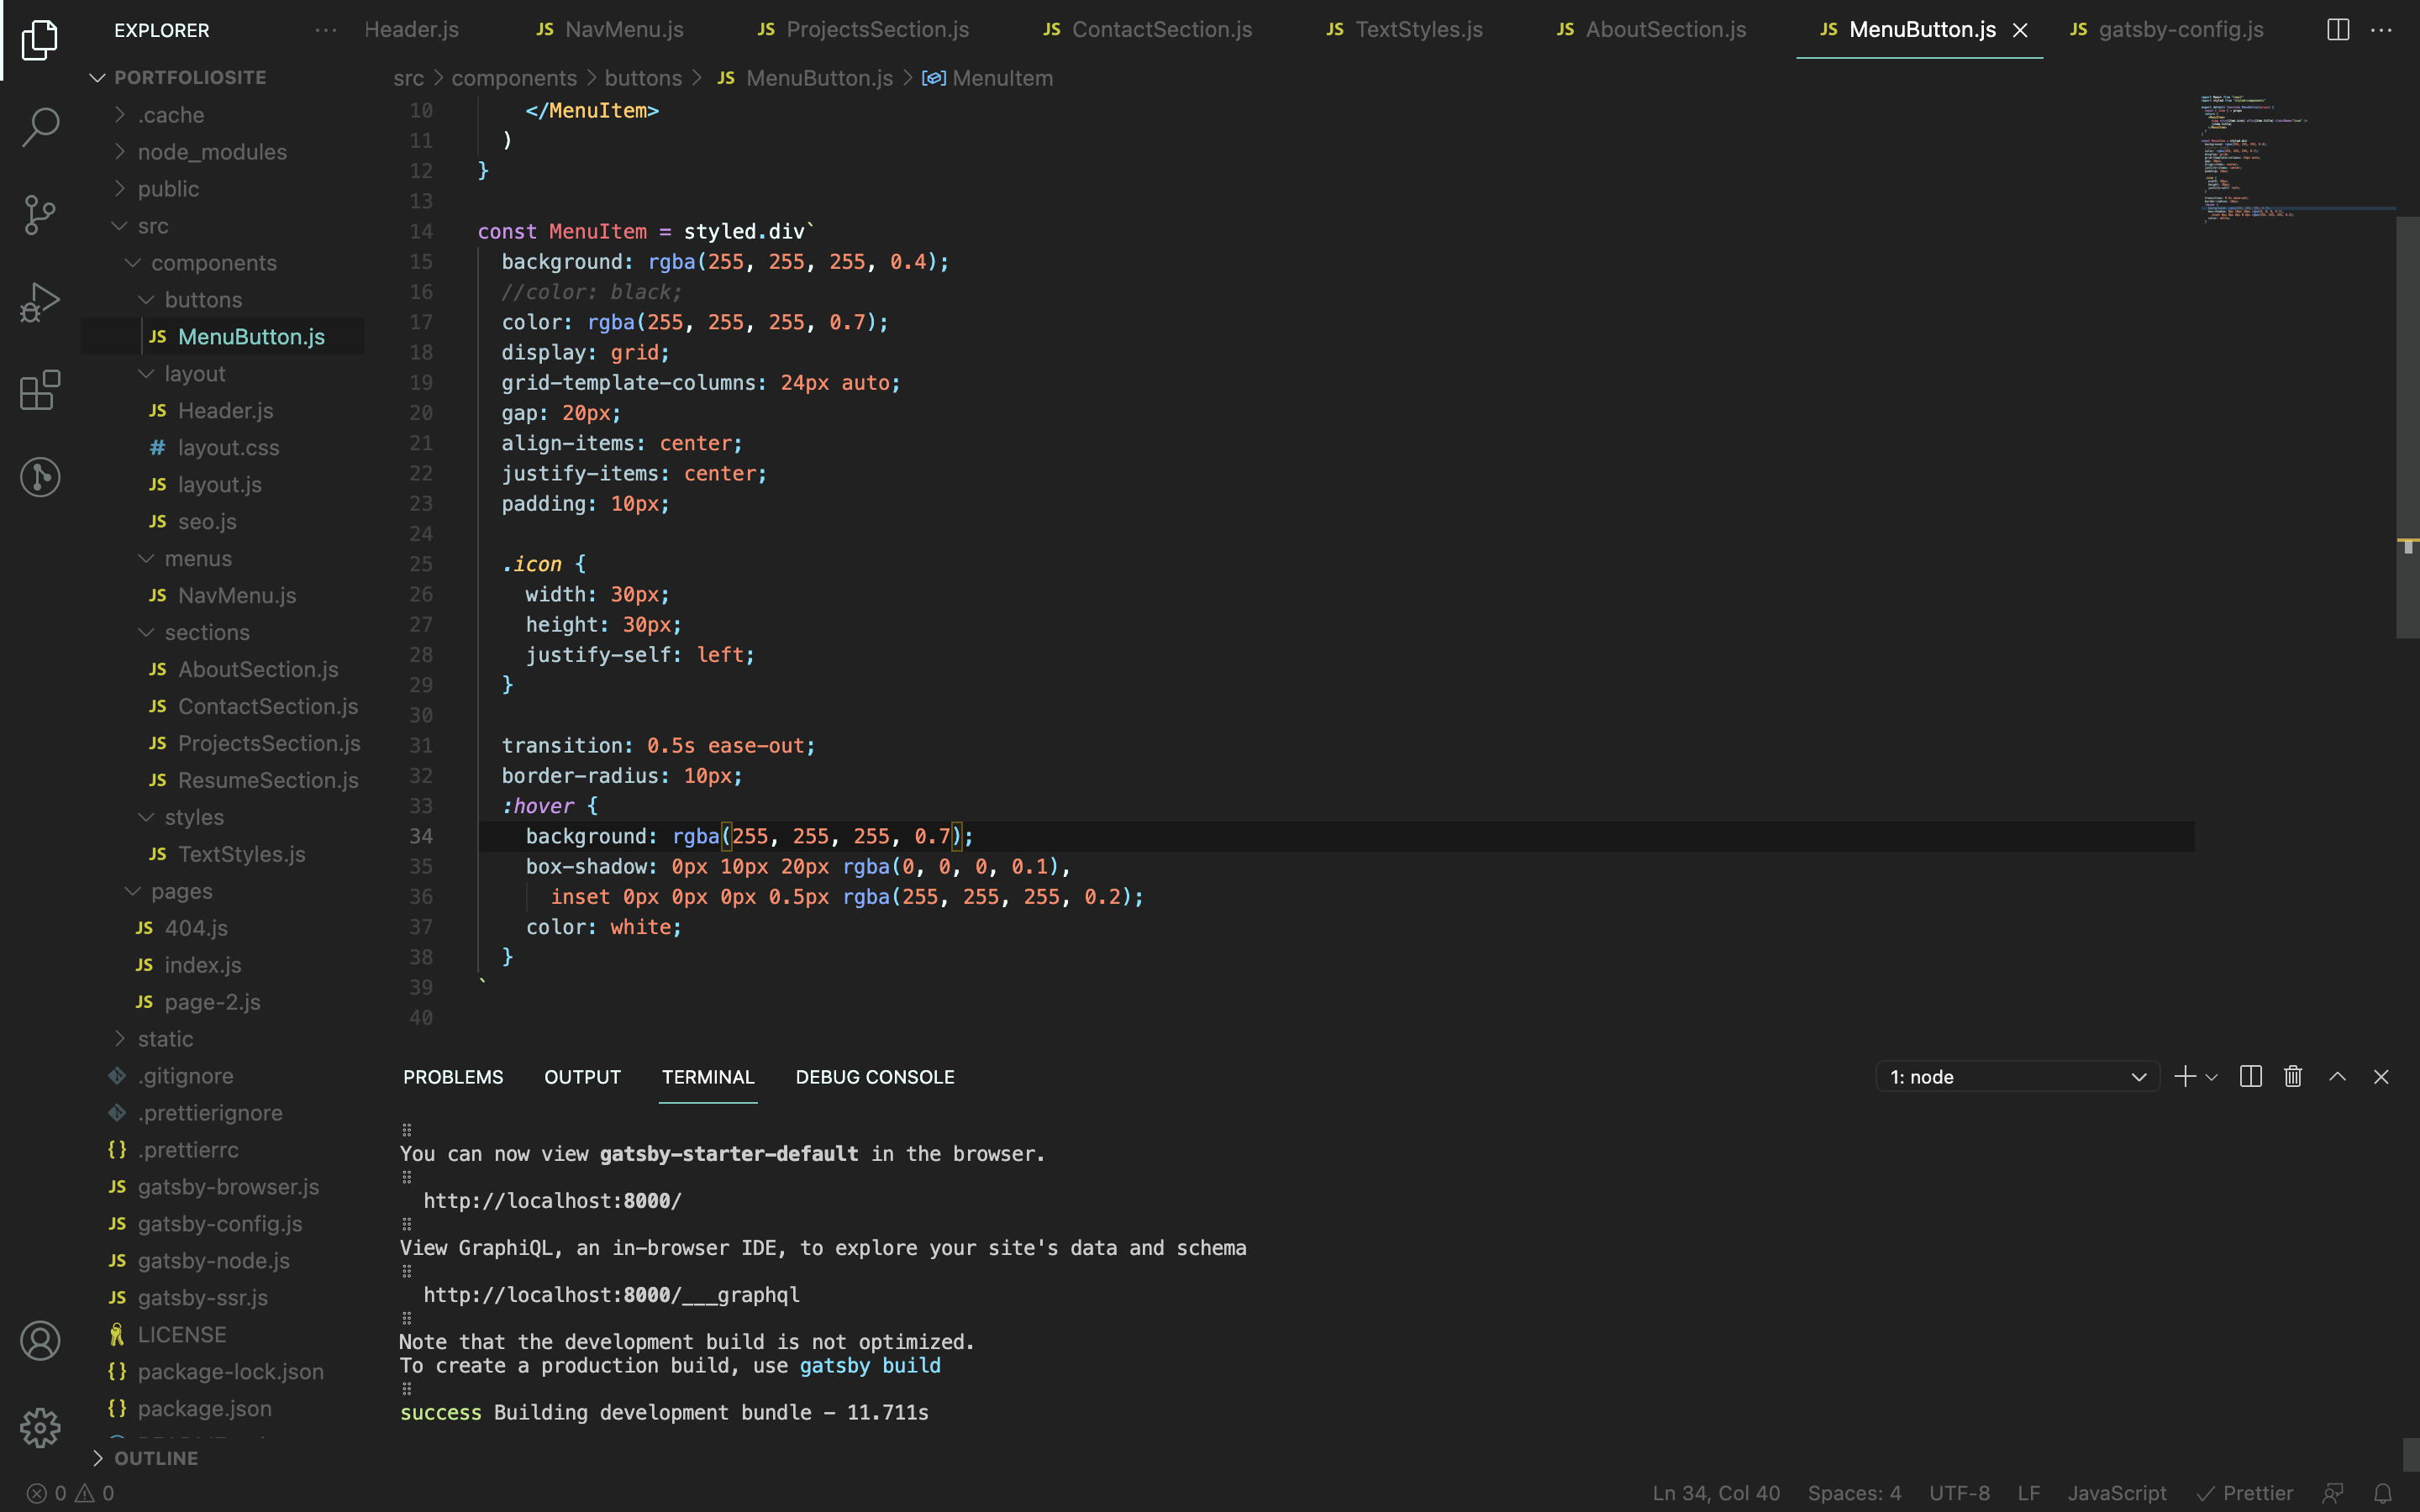 EXPLORER
Header.js
JS NavMenu.js
JS ProjectsSection.js
JS ContactSection.js
JS TextStyles.js
JS AboutSection.js
JS MenuButton.js
JS gatsby-config.js
PORTFOLIOSITE
.cache
node_modules
public
src
components
buttons
JS MenuButton.js
layout
JS Header.js
# layout.css
JS layout.js
JS seo.js
menus
JS NavMenu.js
sections
JS AboutSection.js
JS ContactSection.js
JS ProjectsSection.js
JS ResumeSection.js
styles
JS TextStyles.js
pages
JS 404.js
JS index.js
JS page-2.js
static
.gitignore
.prettierignore
{} .prettierrc
JS gatsby-browser.js
JS gatsby-config.js
JS gatsby-node.js
JS gatsby-ssr.js
LICENSE
{} package-lock.json
{} package.json
OUTLINE
src > components > buttons > JS MenuButton.js > MenuItem
10 </MenuItem>
11 )
12 }
13
14 const MenuItem = styled.div`
15 background: rgba(255, 255, 255, 0.4);
16 //color: black;
17 color: rgba(255, 255, 255, 0.7);
18 display: grid;
19 grid-template-columns: 24px auto;
20 gap: 20px;
21 align-items: center;
22 justify-items: center;
23 padding: 10px;
24
25 .icon {
26 width: 30px;
27 height: 30px;
28 justify-self: left;
29 }
30
31 transition: 0.5s ease-out;
32 border-radius: 10px;
33 :hover {
34 background: rgba(255, 255, 255, 0.7);
35 box-shadow: 0px 10px 20px rgba(0, 0, 0, 0.1),
36 inset 0px 0px 0px 0.5px rgba(255, 255, 255, 0.2);
37 color: white;
38 }
39 `
40
PROBLEMS OUTPUT TERMINAL DEBUG CONSOLE
1: node
You can now view gatsby-starter-default in the browser.
http://localhost:8000/
View GraphiQL, an in-browser IDE, to explore your site's data and schema
http://localhost:8000/___graphql
Note that the development build is not optimized.
To create a production build, use gatsby build
success Building development bundle - 11.711s
0 0
Ln 34, Col 40 Spaces: 4 UTF-8 LF JavaScript Prettier